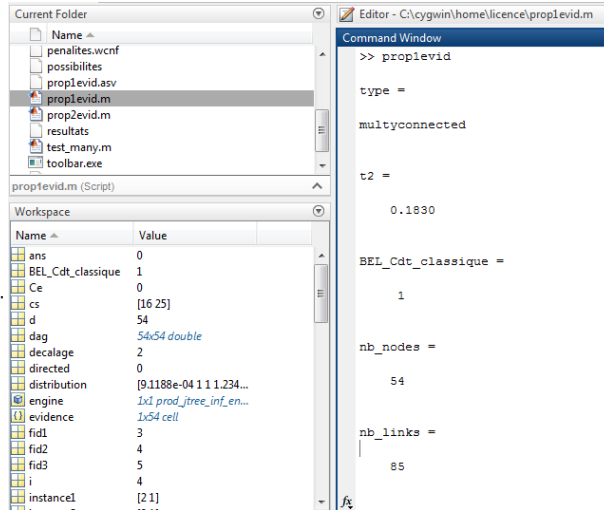 Current Folder
Name
penalites.wcnf
possibilites
prop1evid.asv
prop1evid.m
prop2evid.m
resultats
test_many.m
toolbar.exe
prop1evid.m (Script)
Workspace
Name Value
ans 0
BEL_Cdt_classique 1
Ce 0
cs [16 25]
d 54
dag 54x54 double
decalage 2
directed 0
distribution [9.1188e-04 1 1 1.234...
engine 1x1 prod_jtree_inf_en...
evidence 1x54 cell
fid1 3
fid2 4
fid3 5
i 4
instance1 [2 1]
Editor - C:\cygwin\home\licence\prop1evid.m
Command Window
>> prop1evid
type =
multyconnected
t2 =
0.1830
BEL_Cdt_classique =
1
nb_nodes =
54
nb_links =
85
fx